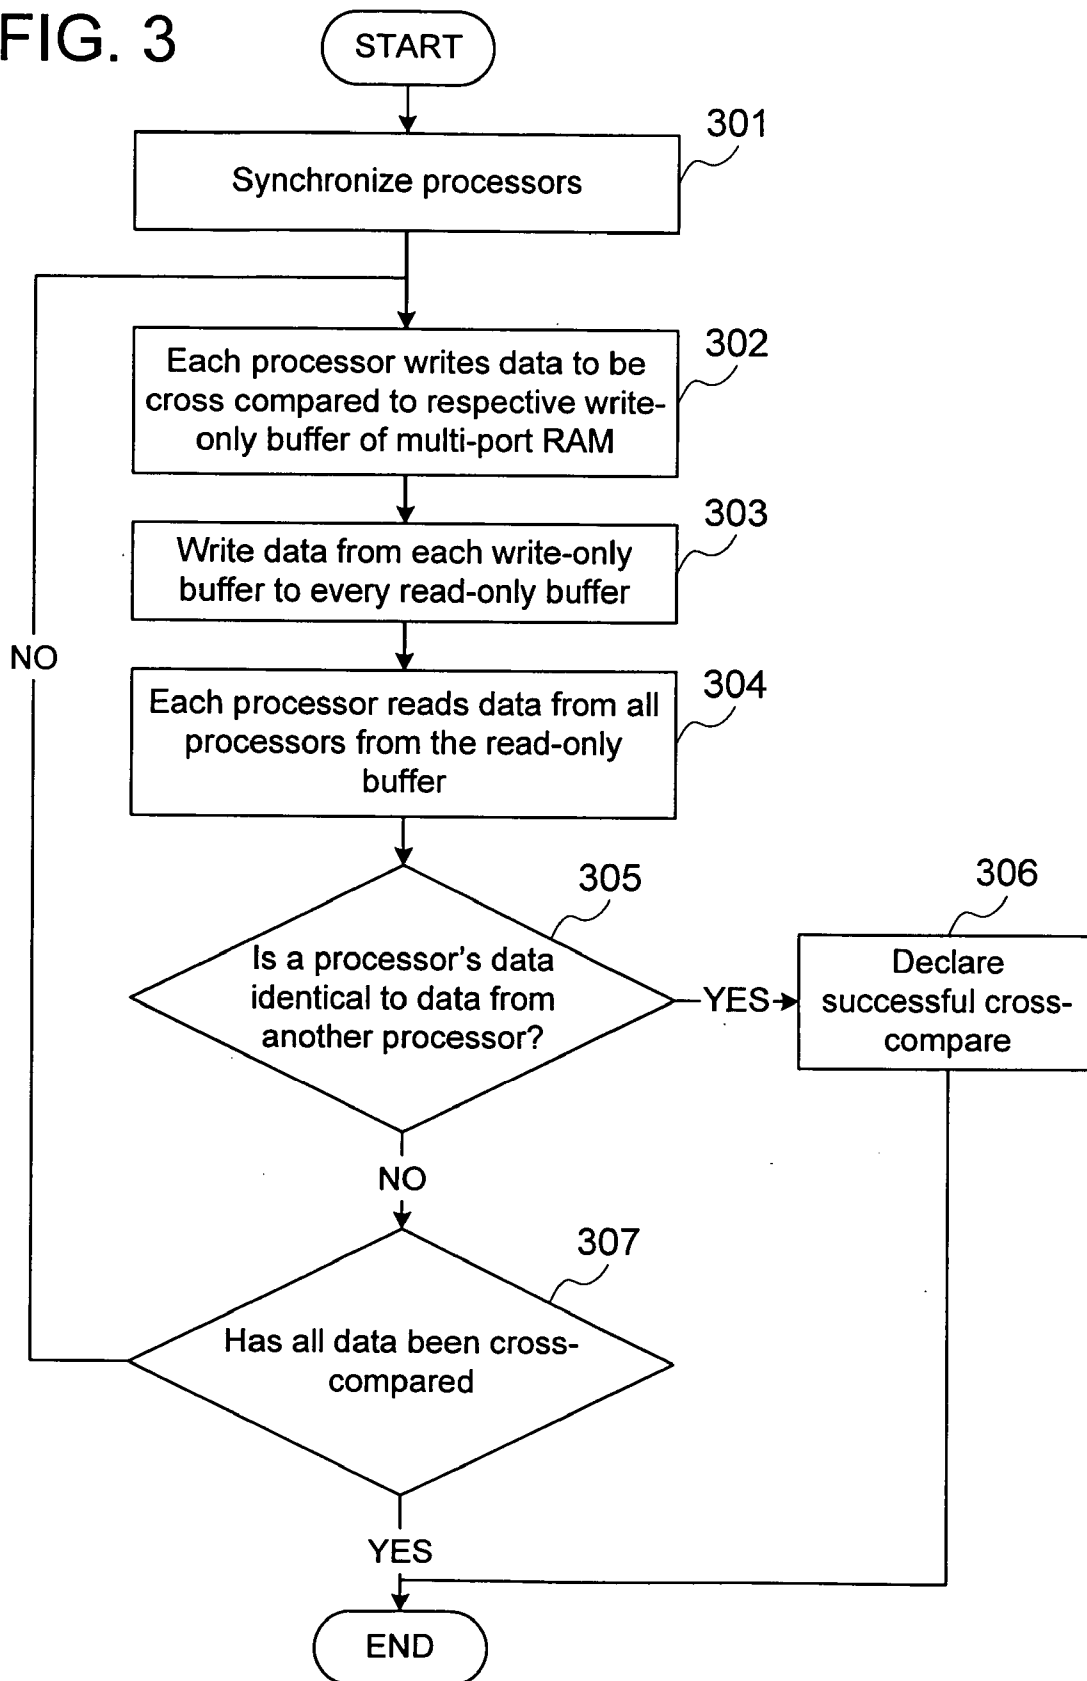 FIG. 3
START
301
Synchronize processors
302
Each processor writes data to be
cross compared to respective write-
only buffer of multi-port RAM
303
Write data from each write-only
buffer to every read-only buffer
NO
304
Each processor reads data from all
processors from the read-only
buffer
305
306
Is a processor's data
identical to data from
another processor?
YES
Declare
successful cross-
compare
NO
307
Has all data been cross-
compared
YES
END